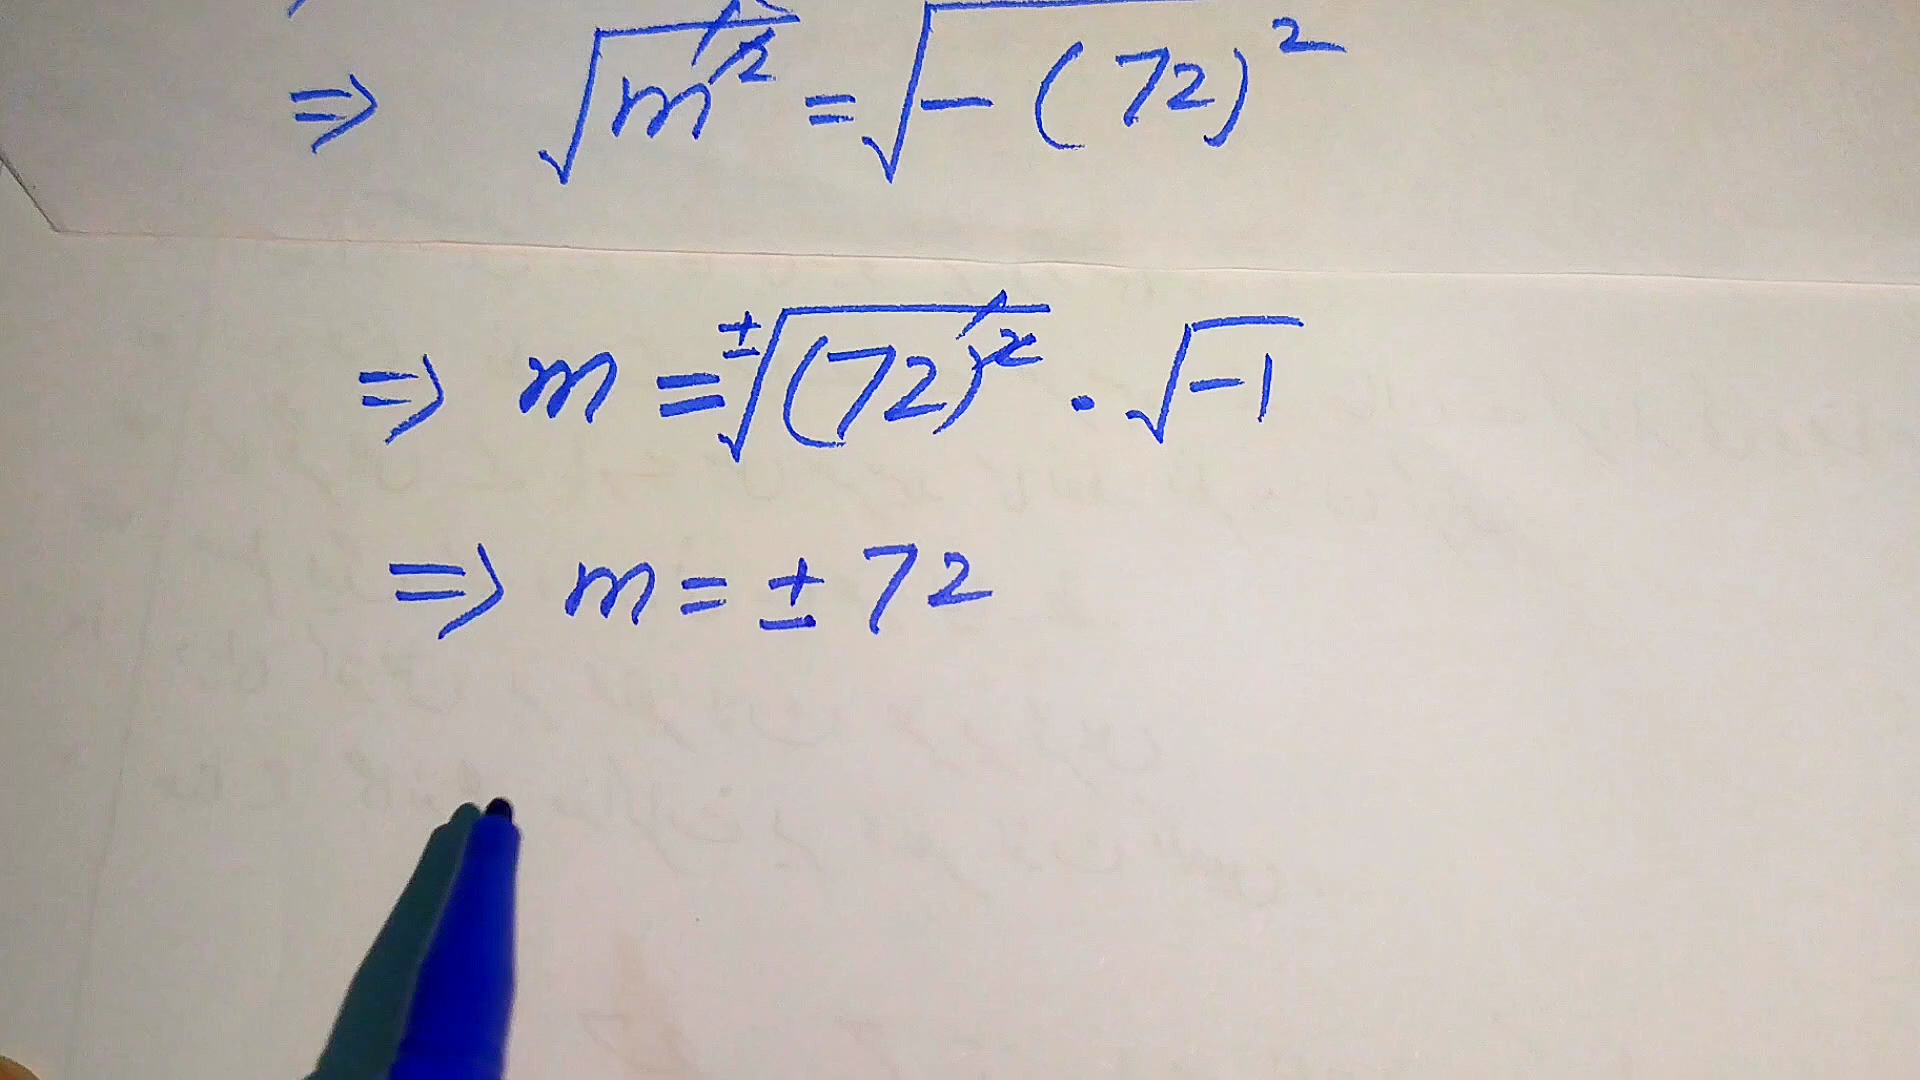 ⇒ √m² = √-(72)²
⇒ m = ±√(72)² · √-1
⇒ m = ± 72